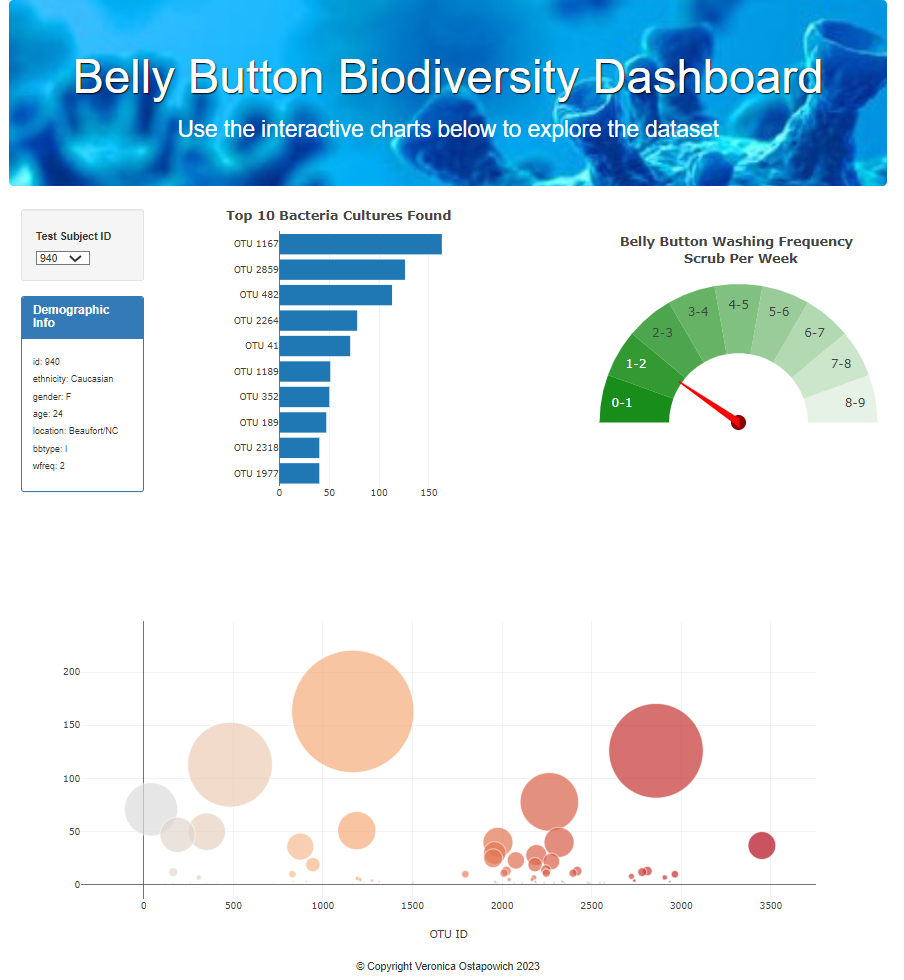 Belly Button Biodiversity Dashboard
Use the interactive charts below to explore the dataset
Test Subject ID
940
Demographic
Info
id: 940
ethnicity: Caucasian
gender: F
age: 24
location: Beaufort/NC
bbtype: I
wfreq: 2
Top 10 Bacteria Cultures Found
OTU 1167
OTU 2859
OTU 482
OTU 2264
OTU 41
OTU 1189
OTU 352
OTU 189
OTU 2318
OTU 1977
0 50 100 150
Belly Button Washing Frequency
Scrub Per Week
0-1
1-2
2-3
3-4
4-5
5-6
6-7
7-8
8-9
200
150
100
50
0
0 500 1000 1500 2000 2500 3000 3500
OTU ID
© Copyright Veronica Ostapowich 2023